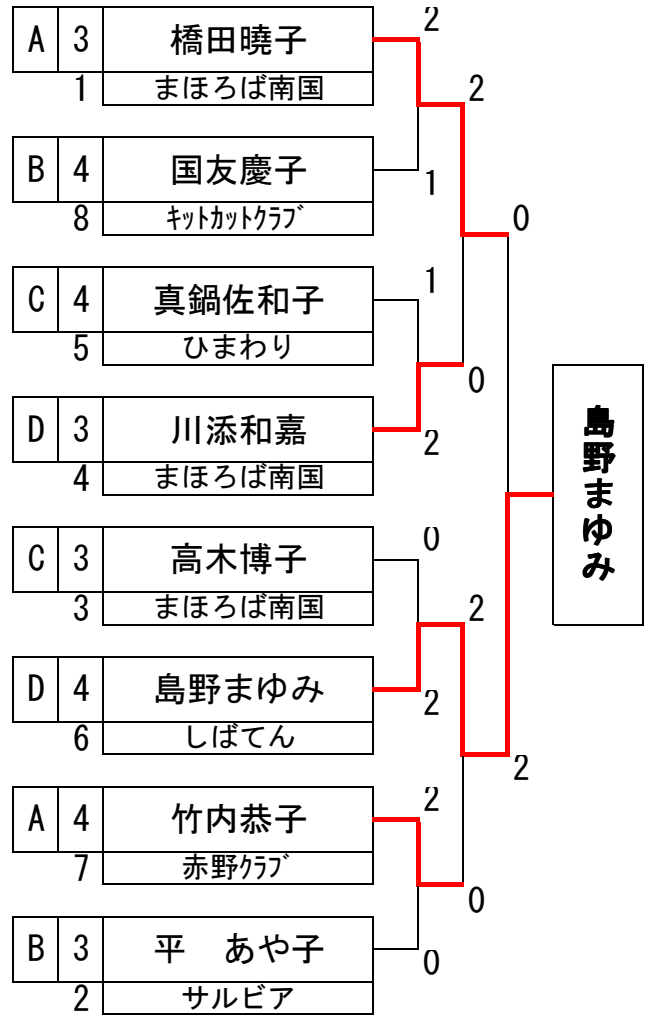 A 3 橋田曉子 2
1 まほろば南国 2
B 4 国友慶子 1
8 ｷｯﾄｶｯﾄｸﾗﾌﾞ 0
C 4 真鍋佐和子 1
5 ひまわり 0
D 3 川添和嘉 2
4 まほろば南国
島野まゆみ
C 3 高木博子 0
3 まほろば南国 2
D 4 島野まゆみ 2
6 しばてん 2
A 4 竹内恭子 2
7 赤野ｸﾗﾌﾞ 0
B 3 平　あや子 0
2 サルビア